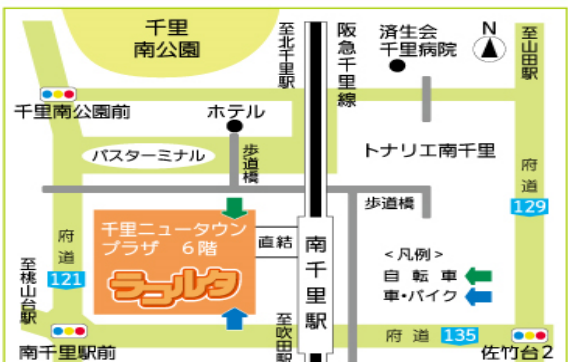 千里
南公園
至北千里駅
阪急千里線
済生会
千里病院
N
至山田駅
千里南公園前
ホテル
バスターミナル
歩道橋
トナリエ南千里
府道
129
歩道橋
千里ニュータウン
プラザ 6階
ラコルタ
直結
南千里駅
<凡例>
自転車
車・バイク
府道
121
至桃山台駅
南千里駅前
至吹田駅
府道 135
佐竹台2